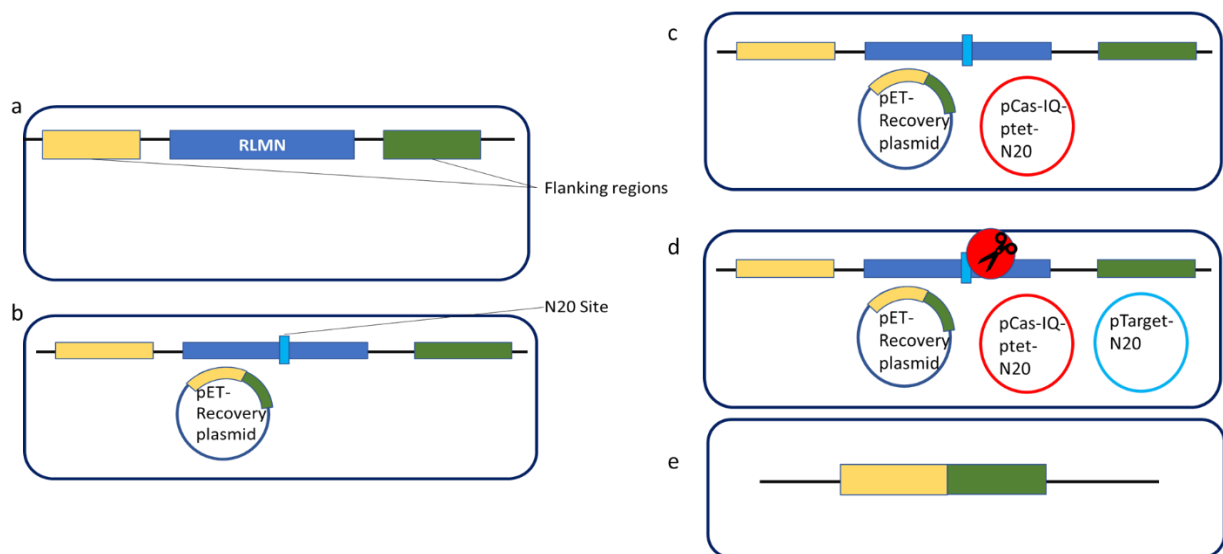 a
RLMN
Flanking regions
b
N20 Site
pET-
Recovery
plasmid
c
pET-
Recovery
plasmid
pCas-IQ-
ptet-
N20
d
pET-
Recovery
plasmid
pCas-IQ-
ptet-
N20
pTarget-
N20
e